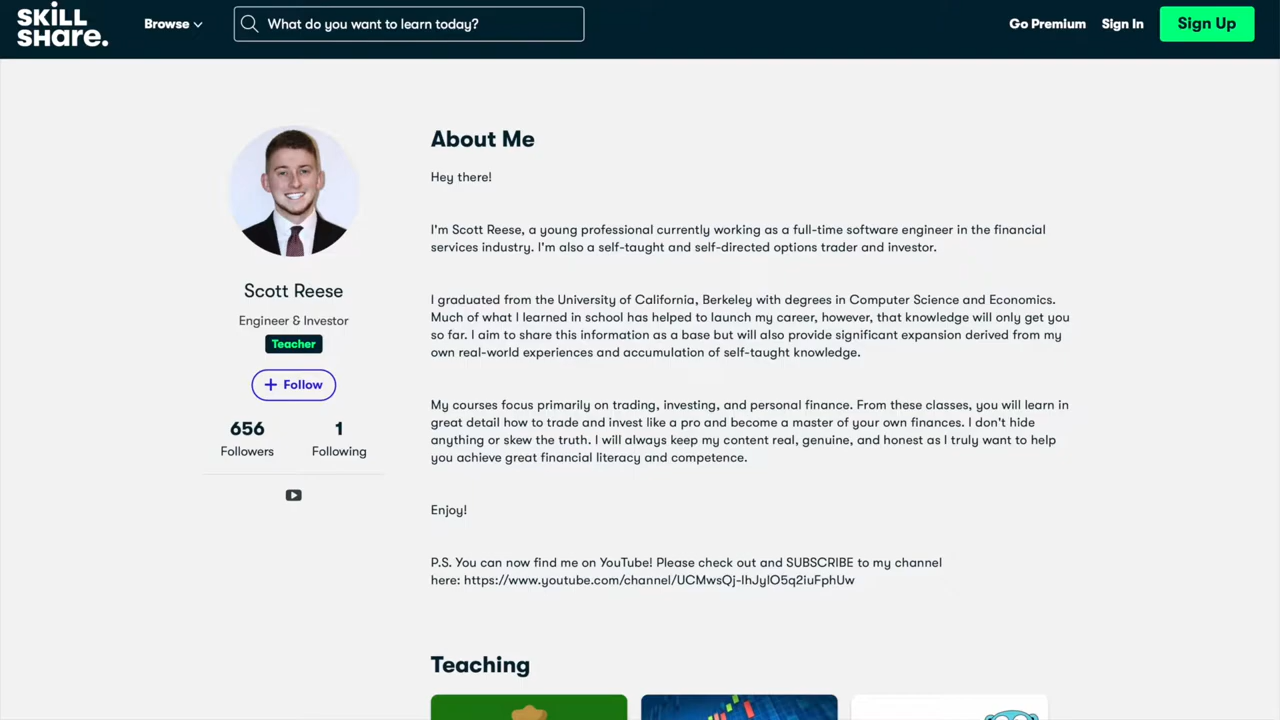 SKiLL
SHare.
Browse
What do you want to learn today?
Go Premium
Sign In
Sign Up
About Me
Hey there!
I'm Scott Reese, a young professional currently working as a full-time software engineer in the financial
services industry. I'm also a self-taught and self-directed options trader and investor.
I graduated from the University of California, Berkeley with degrees in Computer Science and Economics.
Much of what I learned in school has helped to launch my career, however, that knowledge will only get you
so far. I aim to share this information as a base but will also provide significant expansion derived from my
own real-world experiences and accumulation of self-taught knowledge.
My courses focus primarily on trading, investing, and personal finance. From these classes, you will learn in
great detail how to trade and invest like a pro and become a master of your own finances. I don't hide
anything or skew the truth. I will always keep my content real, genuine, and honest as I truly want to help
you achieve great financial literacy and competence.
Enjoy!
P.S. You can now find me on YouTube! Please check out and SUBSCRIBE to my channel
here: https://www.youtube.com/channel/UCMwsQj-IhJylO5q2iuFphUw
Scott Reese
Engineer & Investor
Teacher
+ Follow
656
Followers
1
Following
Teaching